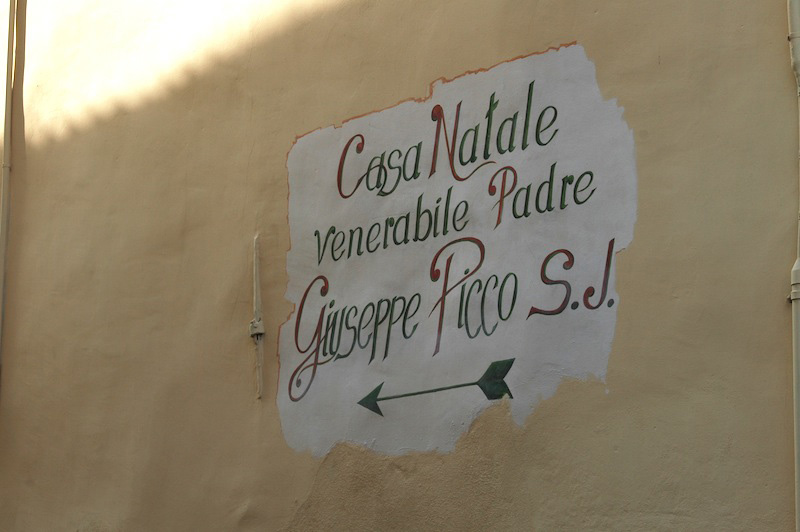 Casa Natale
venerabile Padre
Giuseppe Picco S.J.